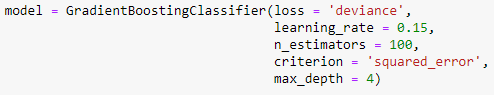 model = GradientBoostingClassifier(loss = 'deviance',
learning_rate = 0.15,
n_estimators = 100,
criterion = 'squared_error',
max_depth = 4)